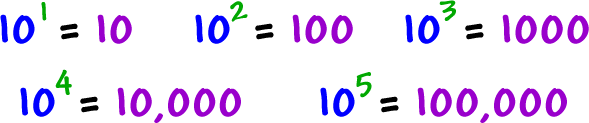 10¹ = 10 10² = 100 10³ = 1000
10⁴ = 10,000 10⁵ = 100,000